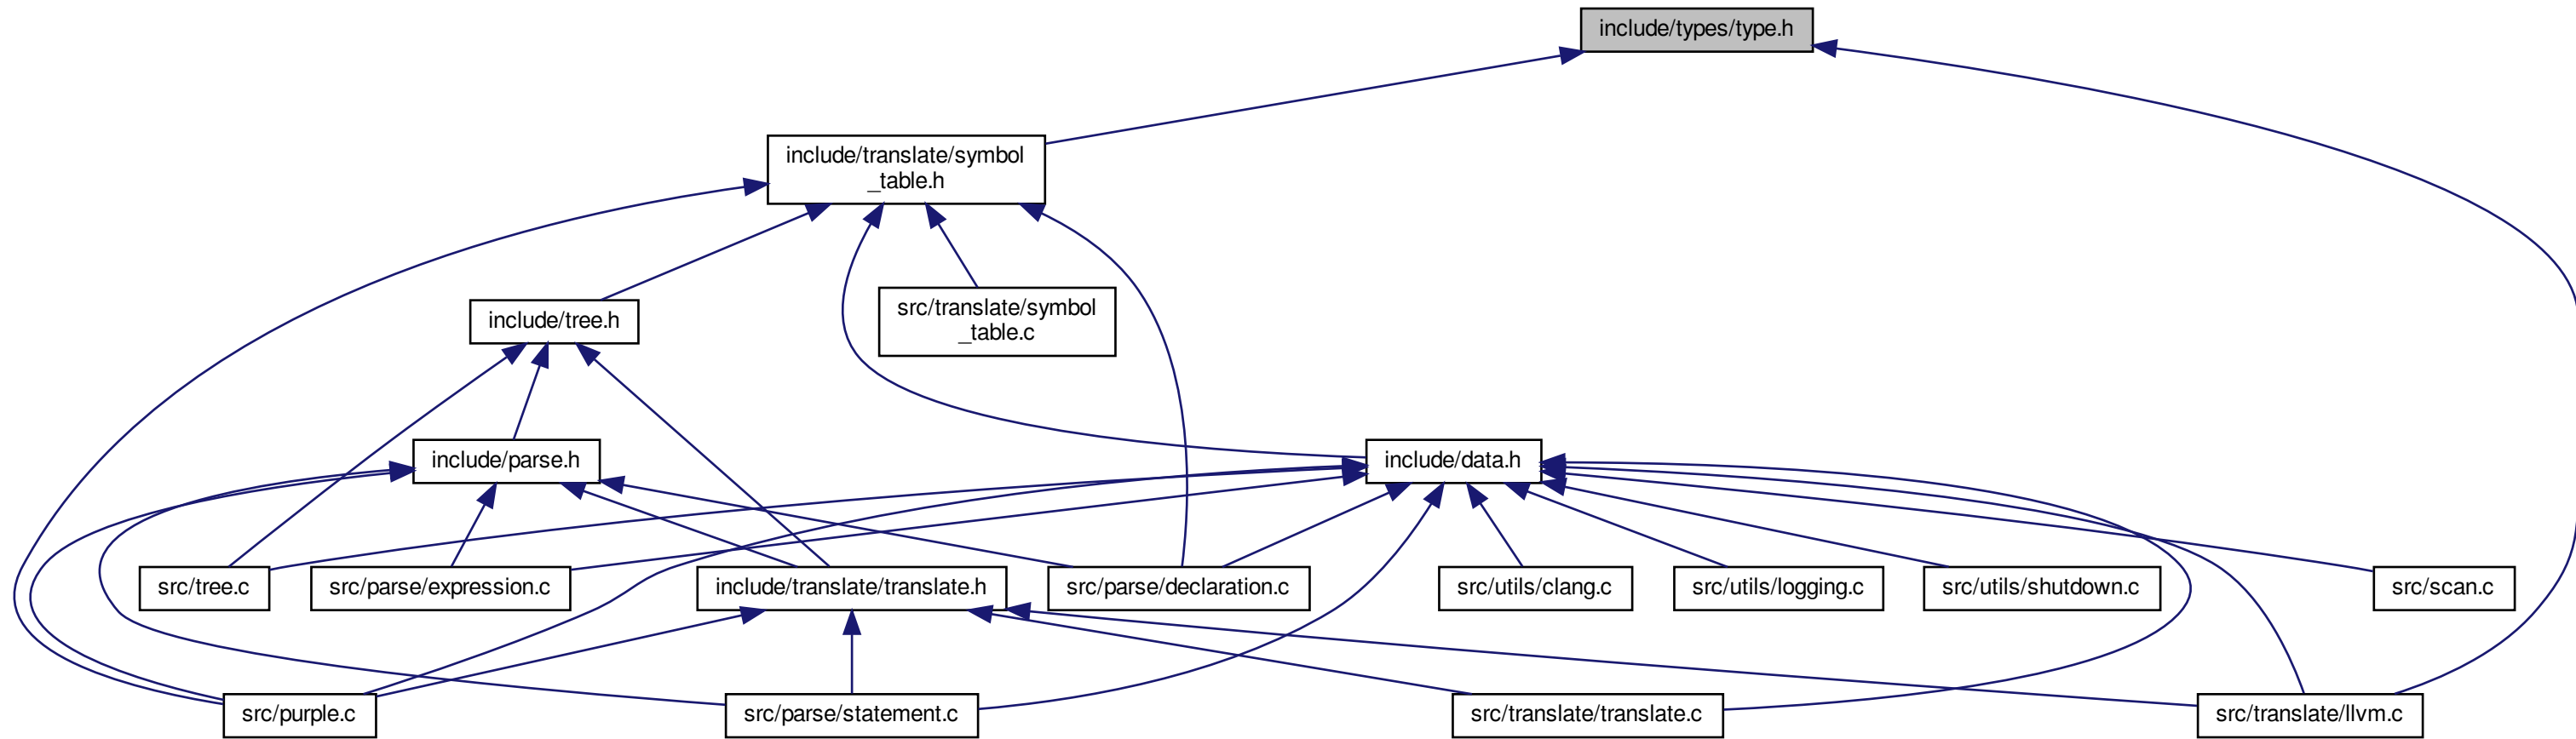 include/types/type.h
include/translate/symbol
_table.h
include/tree.h
src/translate/symbol
_table.c
include/parse.h
include/data.h
src/tree.c
src/parse/expression.c
include/translate/translate.h
src/parse/declaration.c
src/utils/clang.c
src/utils/logging.c
src/utils/shutdown.c
src/scan.c
src/purple.c
src/parse/statement.c
src/translate/translate.c
src/translate/llvm.c